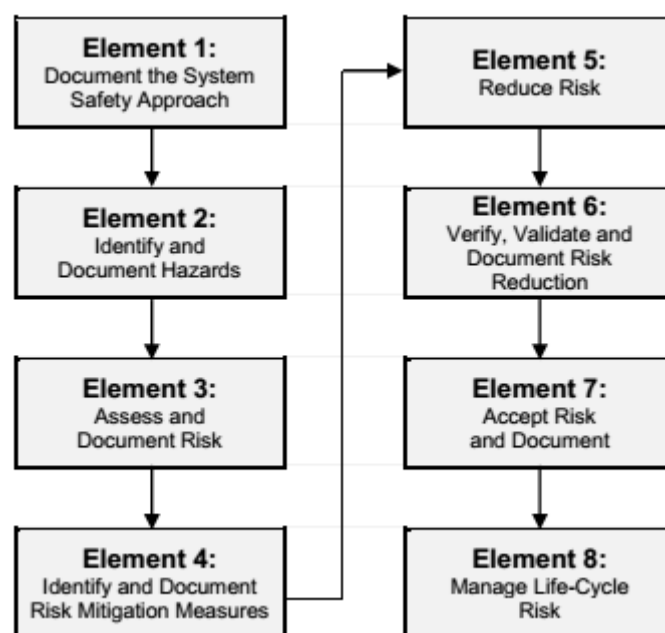 Element 1:
Document the System
Safety Approach
Element 2:
Identify and
Document Hazards
Element 3:
Assess and
Document Risk
Element 4:
Identify and Document
Risk Mitigation Measures
Element 5:
Reduce Risk
Element 6:
Verify, Validate and
Document Risk
Reduction
Element 7:
Accept Risk
and Document
Element 8:
Manage Life-Cycle
Risk